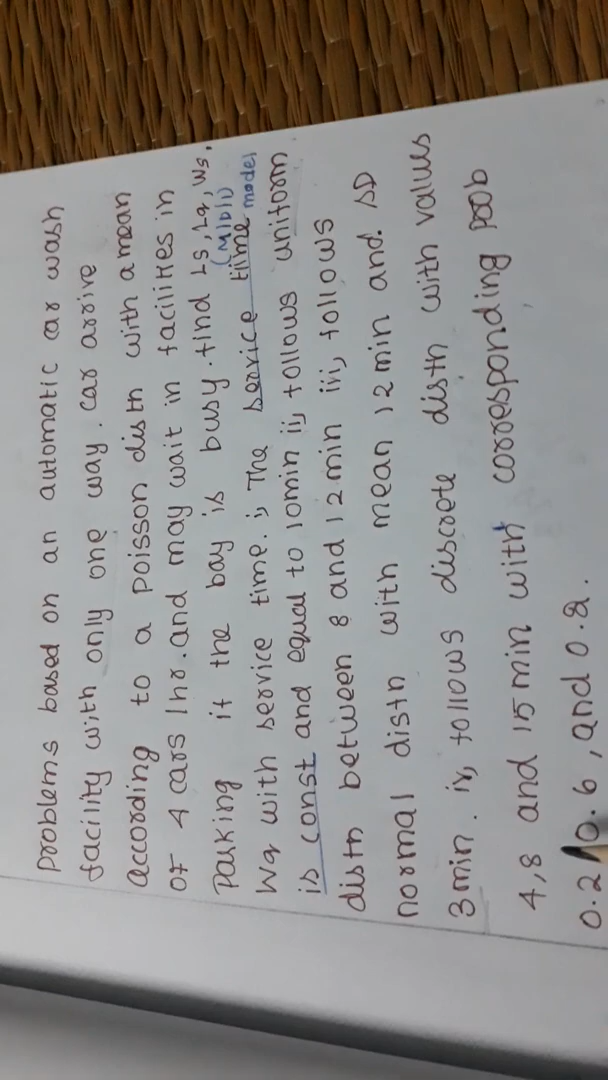 problems based on an automatic car wash
facility with only one way. Car arrive
according to a poisson distn with a mean
of 4 cars 1hr. and may wait in facilities in
parking if the bay is busy. find Ls, Lq, Ws,
Wq with service time. i, The service time model (M/D/1)
is const and equal to 10min ii, follows uniform
distn between 8 and 12 min iii, follows
normal distn with mean 12 min and SD
3 min. iv, follows discrete distn with values
4, 8 and 15 min with corresponding poob
0.2, 0.6, and 0.2.